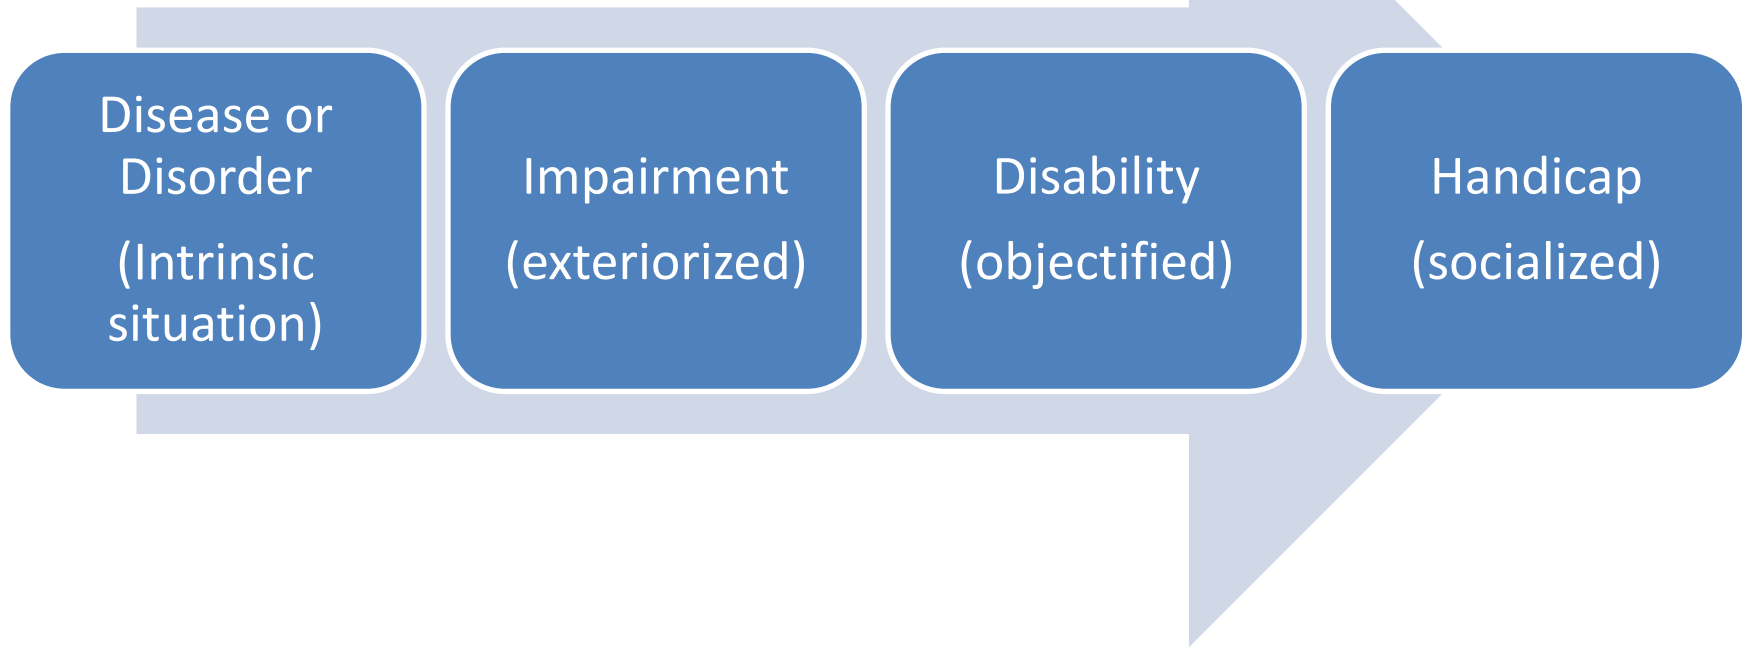 Disease or
Disorder
(Intrinsic
situation)
Impairment
(exteriorized)
Disability
(objectified)
Handicap
(socialized)